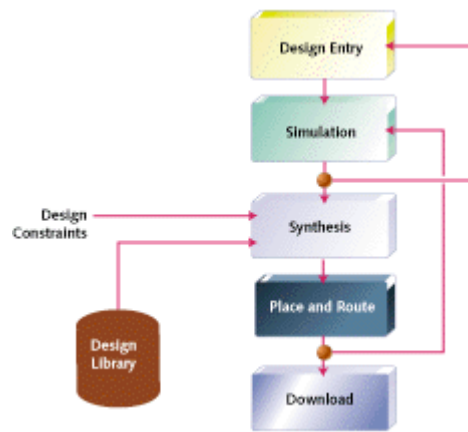 Design Entry
Simulation
Design
Constraints
Synthesis
Place and Route
Design
Library
Download